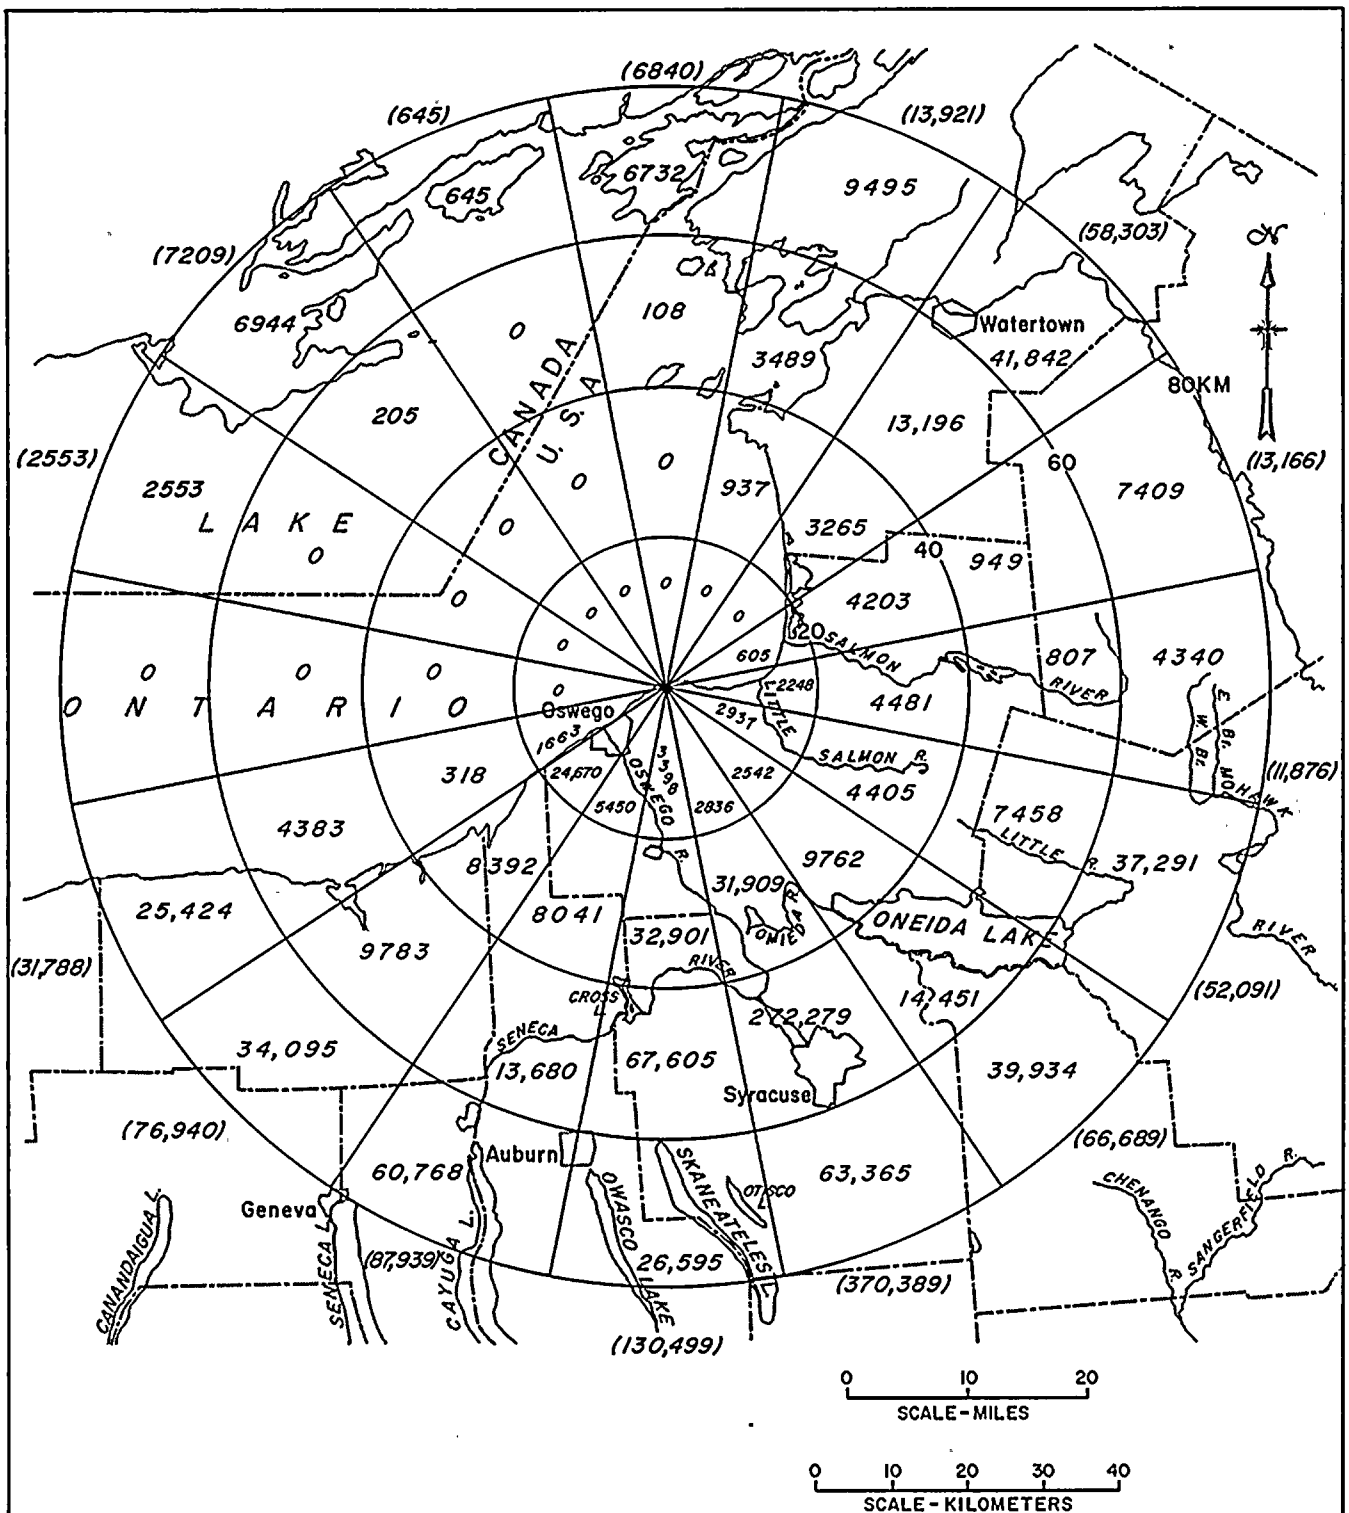 (6840)
(645)
(13,921)
6732
645
9495
(7209)
(58,303)
N
6944
108
0
Watertown
CANADA
U.S.A
3489
41,842
80KM
205
13,196
(2553)
0
60
(13,166)
2553
0
937
7409
LAKE
0
3265
0
40
949
0
0
0
0
0
0
4203
0
20
SALMON
RIVER
605
807
4340
0
0
0
0
2248
4481
E. Br.
W. Br.
MOHAWK
RIVER
ONTARIO
Oswego
2937
LITTLE
SALMON R.
1663
318
24,670
3598
OSWEGO
R.
2542
(11,876)
4405
5450
2836
7458
4383
LITTLE R.
8392
9762
37,291
31,909
25,424
8041
ONEIDA LAKE
ONIEDA R.
32,901
9783
RIVER
(31,788)
CROSS
L.
14,451
(52,091)
272,279
SENECA
34,095
67,605
13,680
39,934
Syracuse
(76,940)
(66,689)
Auburn
60,768
SKANEATELES L.
63,365
OTISCO
L.
CHENANGO
R.
SANGERFIELD R.
Geneva
CANANDAIGUA L.
SENECA L.
(87,939)
CAYUGA L.
OWASCO LAKE
26,595
(370,389)
(130,499)
0 10 20
SCALE-MILES
0 10 20 30 40
SCALE-KILOMETERS